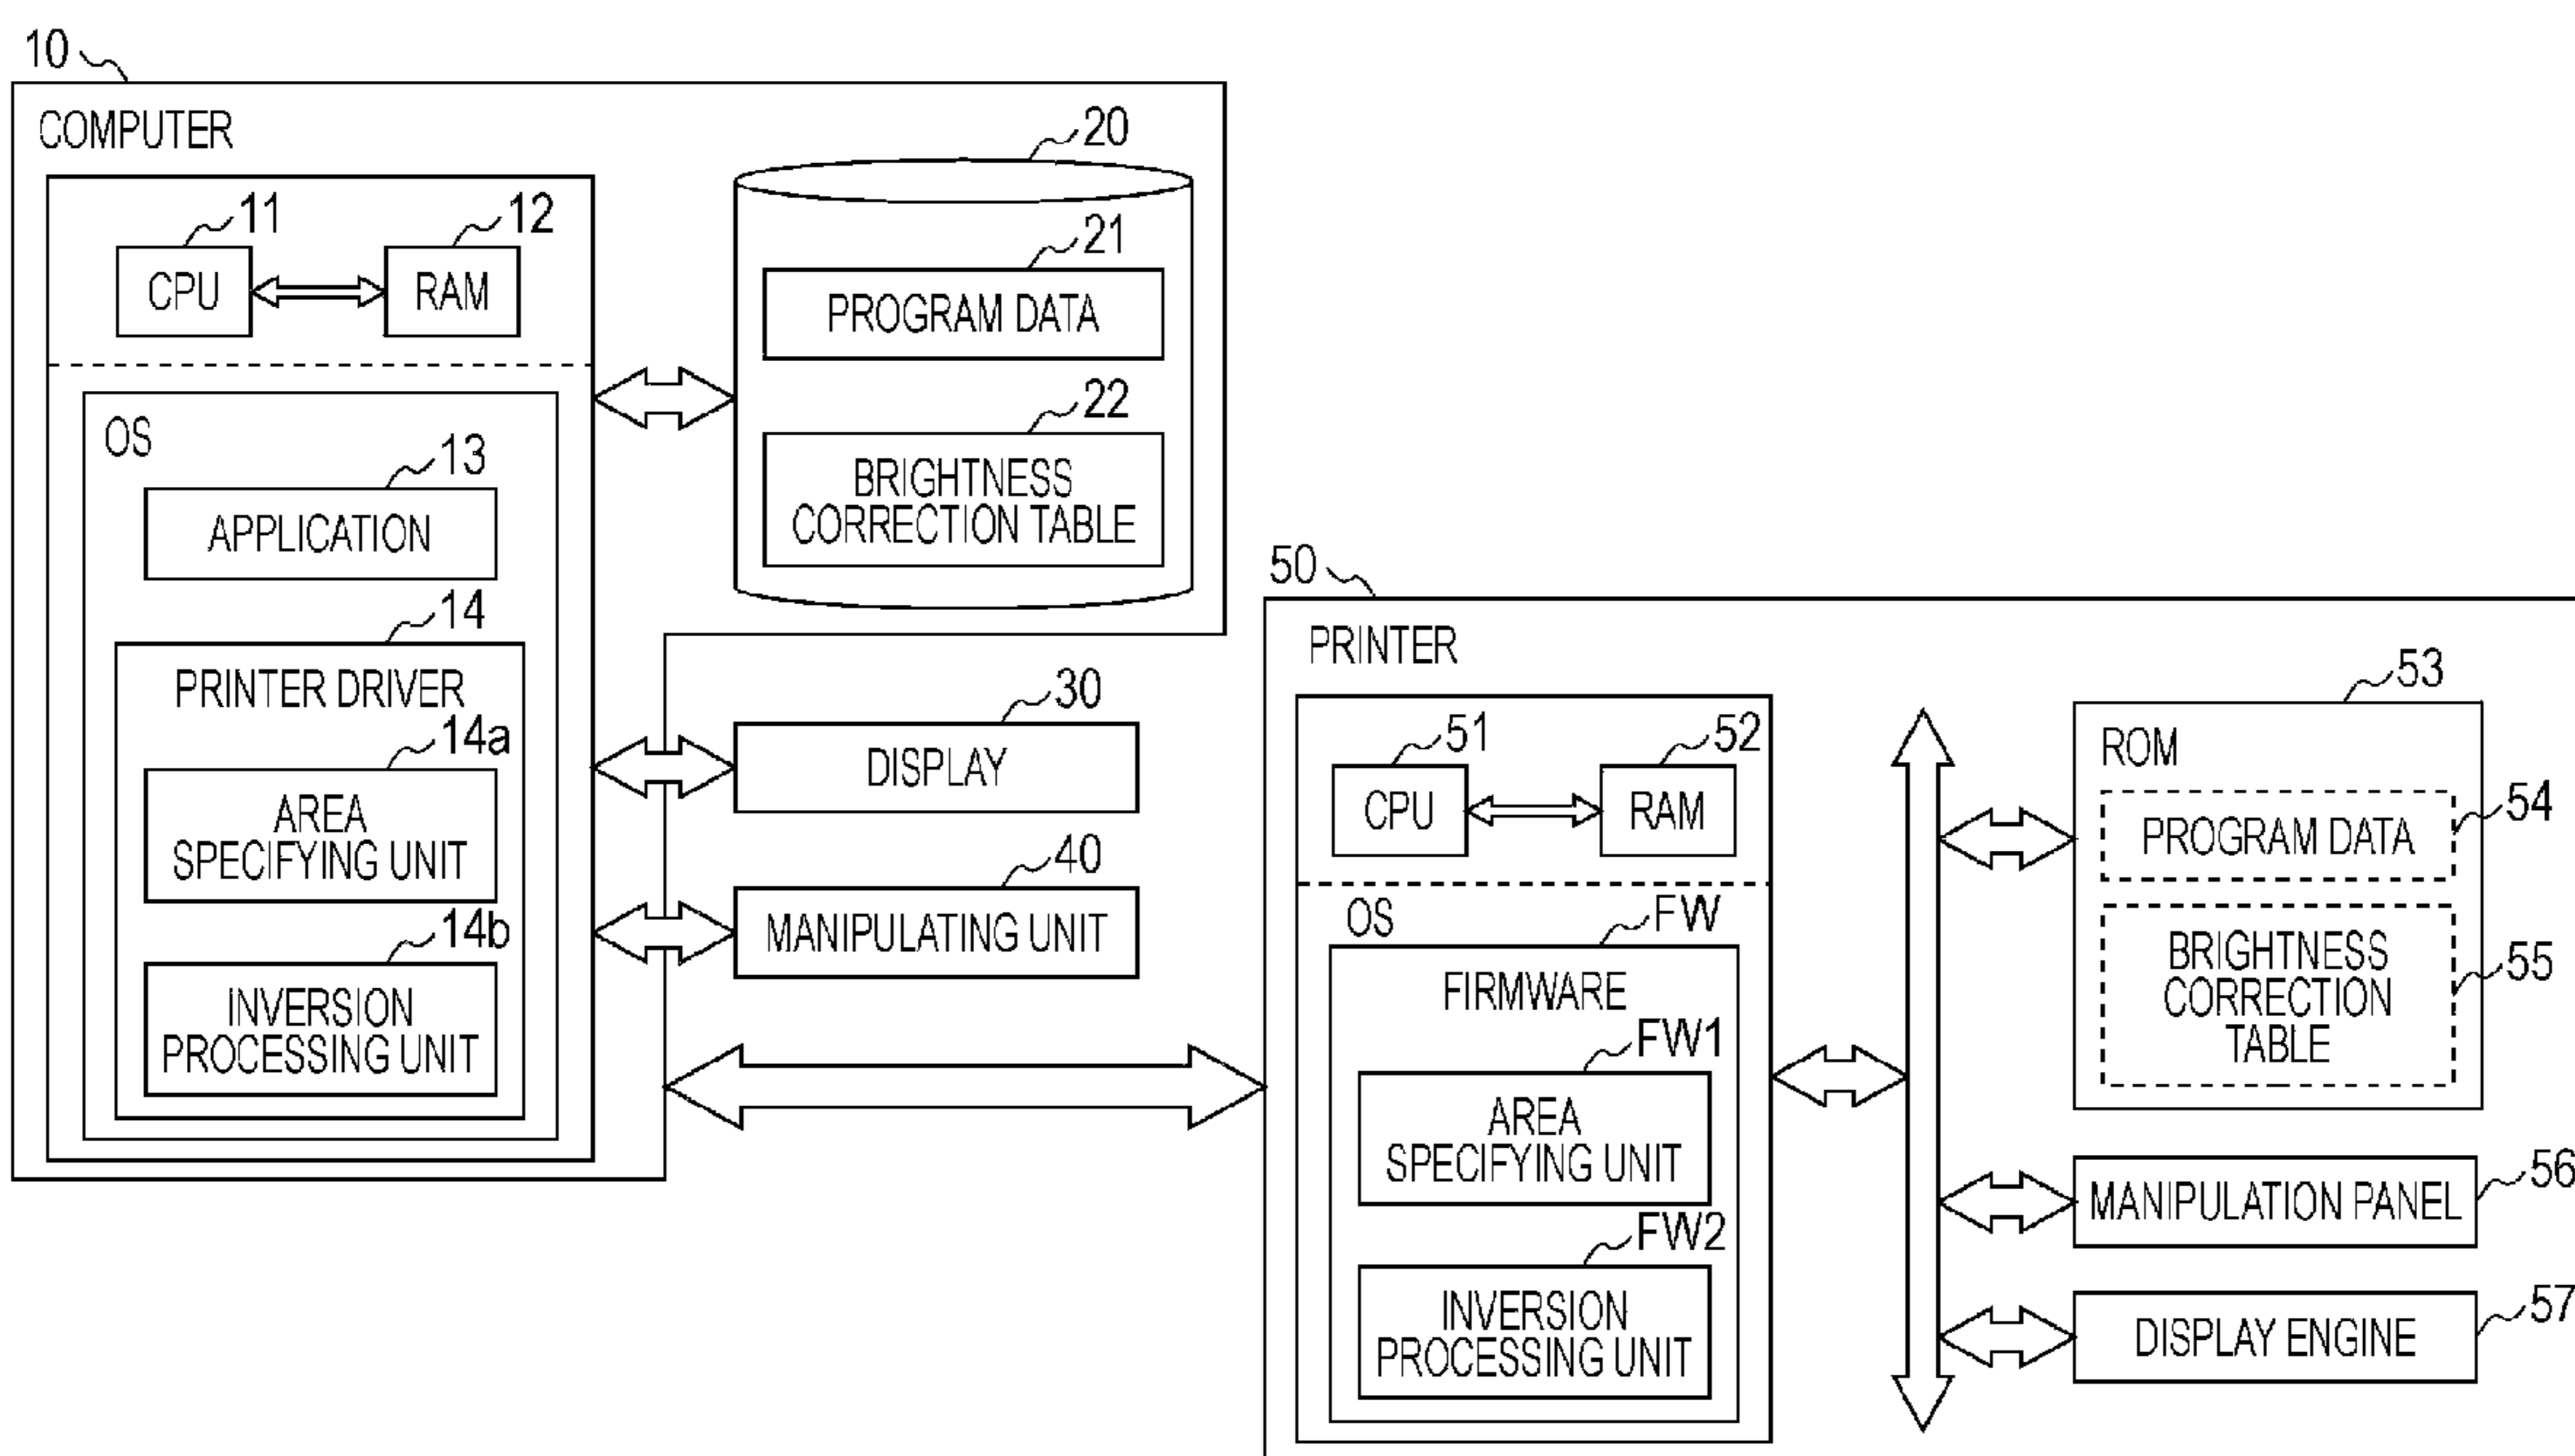 10
COMPUTER
11
12
CPU
RAM
20
21
PROGRAM DATA
22
BRIGHTNESS
CORRECTION TABLE
OS
13
APPLICATION
14
PRINTER DRIVER
14a
AREA
SPECIFYING UNIT
14b
INVERSION
PROCESSING UNIT
30
DISPLAY
40
MANIPULATING UNIT
50
PRINTER
51
52
CPU
RAM
OS
FW
FIRMWARE
FW1
AREA
SPECIFYING UNIT
FW2
INVERSION
PROCESSING UNIT
53
ROM
54
PROGRAM DATA
55
BRIGHTNESS
CORRECTION
TABLE
56
MANIPULATION PANEL
57
DISPLAY ENGINE